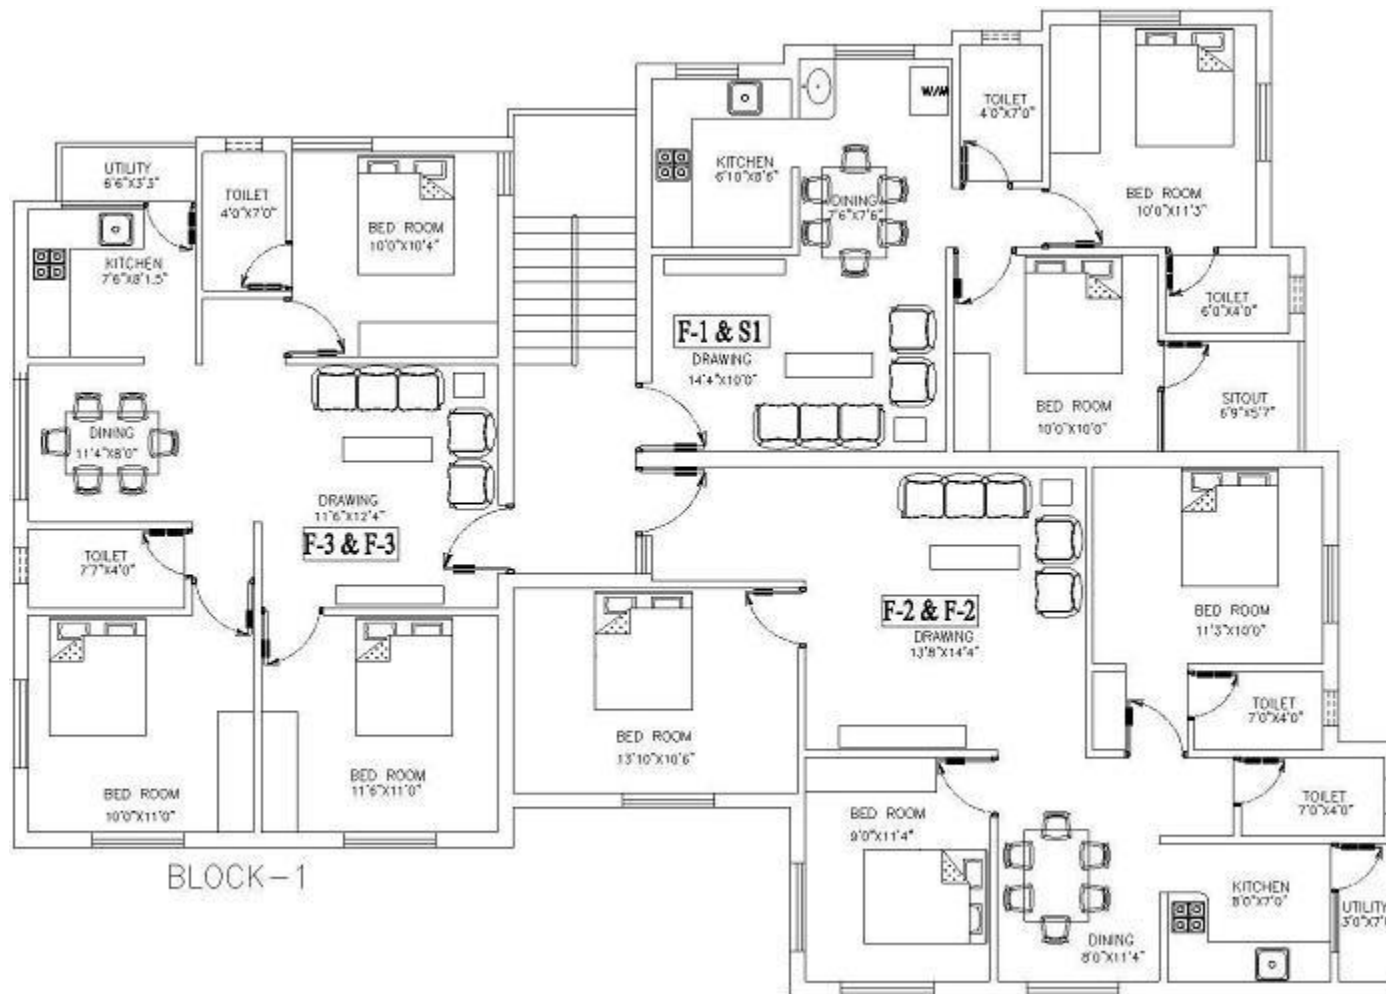 TOILET
4'0"X7'0"
W/M
BED ROOM
10'0"X11'3"
KITCHEN
6'10"X8'6"
DINING
7'6"X7'6"
UTILITY
6'6"X3'3"
TOILET
4'0"X7'0"
BED ROOM
10'0"X10'4"
KITCHEN
7'6"X8'1.5"
TOILET
6'0"X4'0"
F-1 & S1
DRAWING
14'4"X10'0"
BED ROOM
10'0"X10'0"
SITOUT
6'9"X5'7"
DINING
11'4"X8'0"
DRAWING
11'6"X12'4"
F-3 & F-3
TOILET
7'7"X4'0"
F-2 & F-2
DRAWING
13'8"X14'4"
BED ROOM
11'3"X10'0"
TOILET
7'0"X4'0"
BED ROOM
13'10"X10'6"
BED ROOM
10'0"X11'0"
BED ROOM
11'6"X11'0"
TOILET
7'0"X4'0"
BED ROOM
9'0"X11'4"
BLOCK-1
KITCHEN
8'0"X7'0"
UTILITY
DINING
8'0"X11'4"